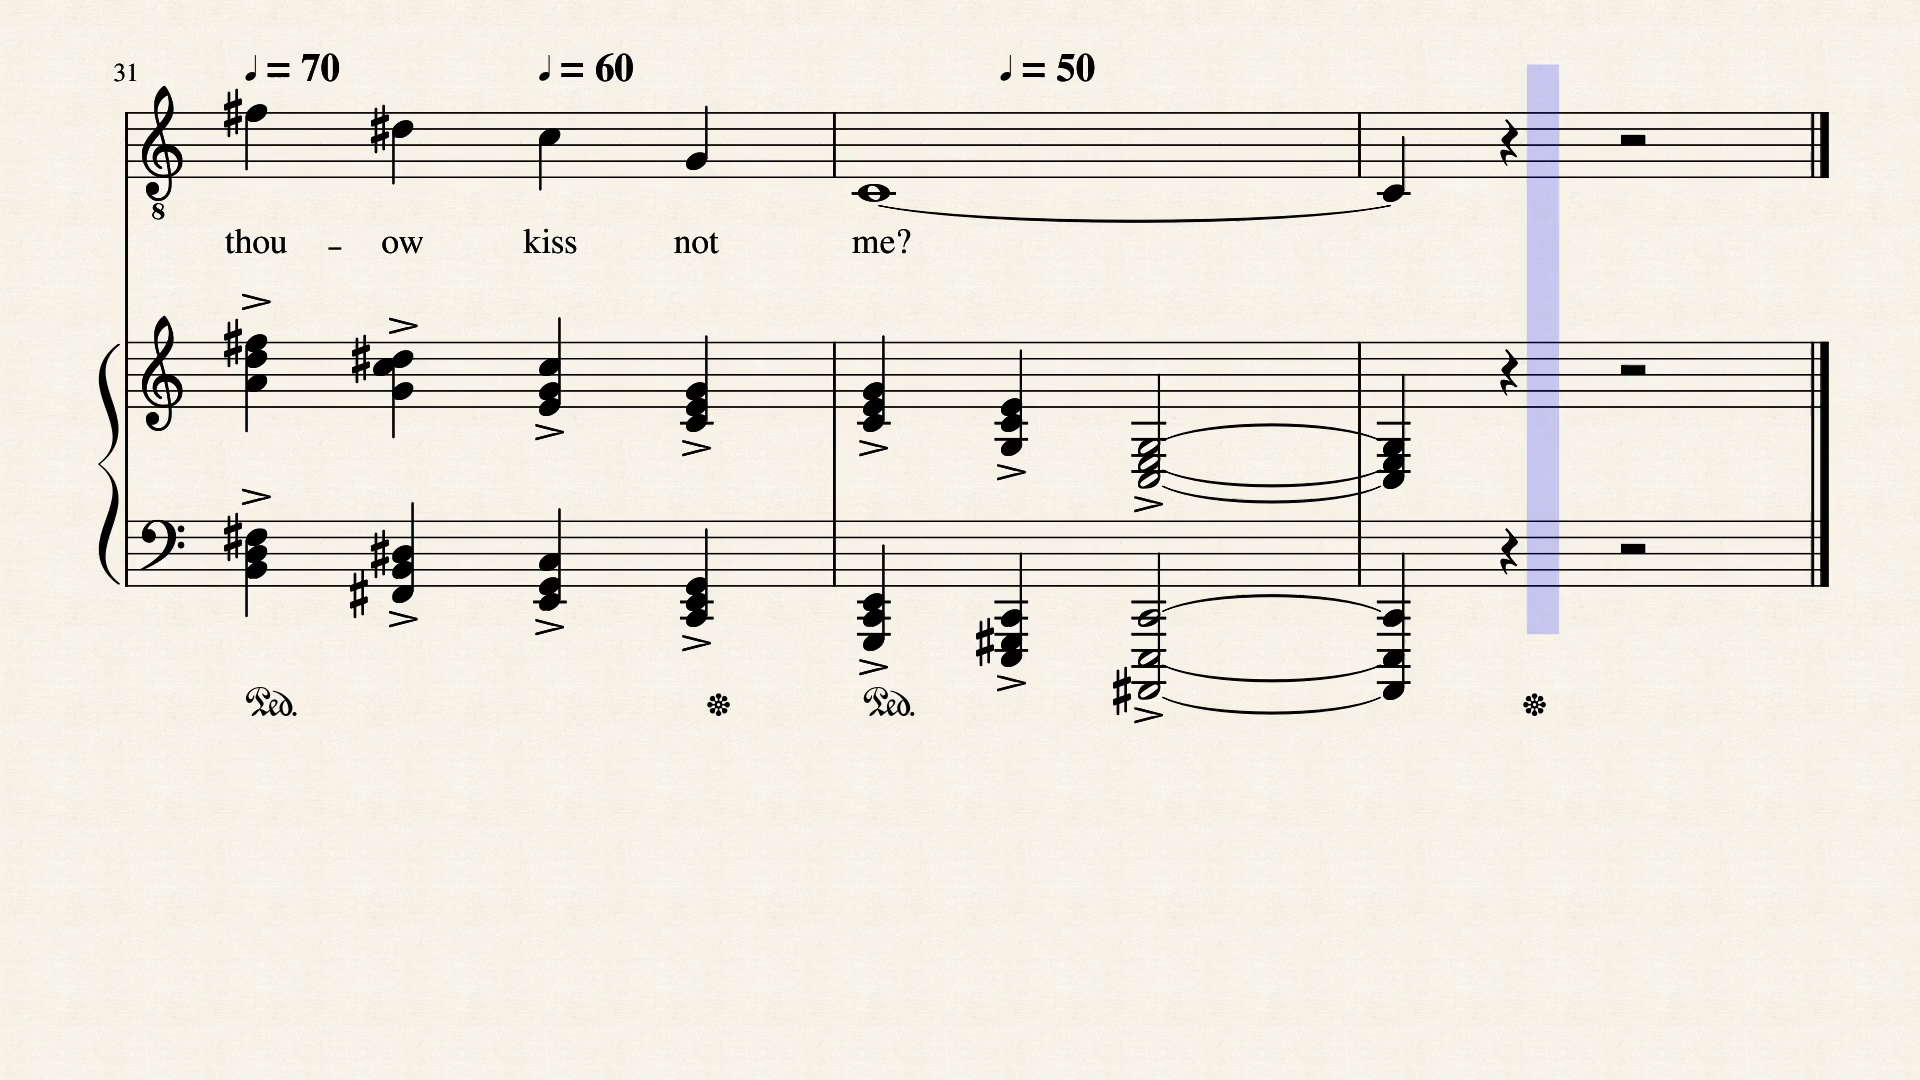 31 ♩ = 70 ♩ = 60 ♩ = 50
8
thou - ow kiss not me?
Ped. Ped.